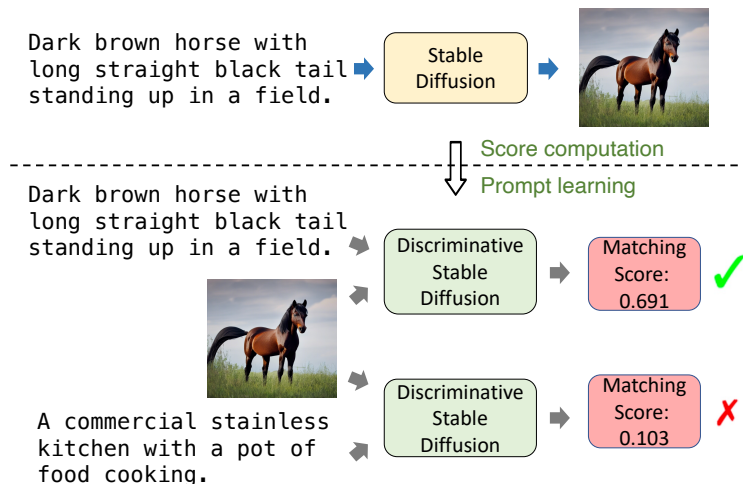 Dark brown horse with
long straight black tail
standing up in a field.
Stable
Diffusion
Score computation
Prompt learning
Dark brown horse with
long straight black tail
standing up in a field.
Discriminative
Stable
Diffusion
Matching
Score:
0.691
A commercial stainless
kitchen with a pot of
food cooking.
Discriminative
Stable
Diffusion
Matching
Score:
0.103